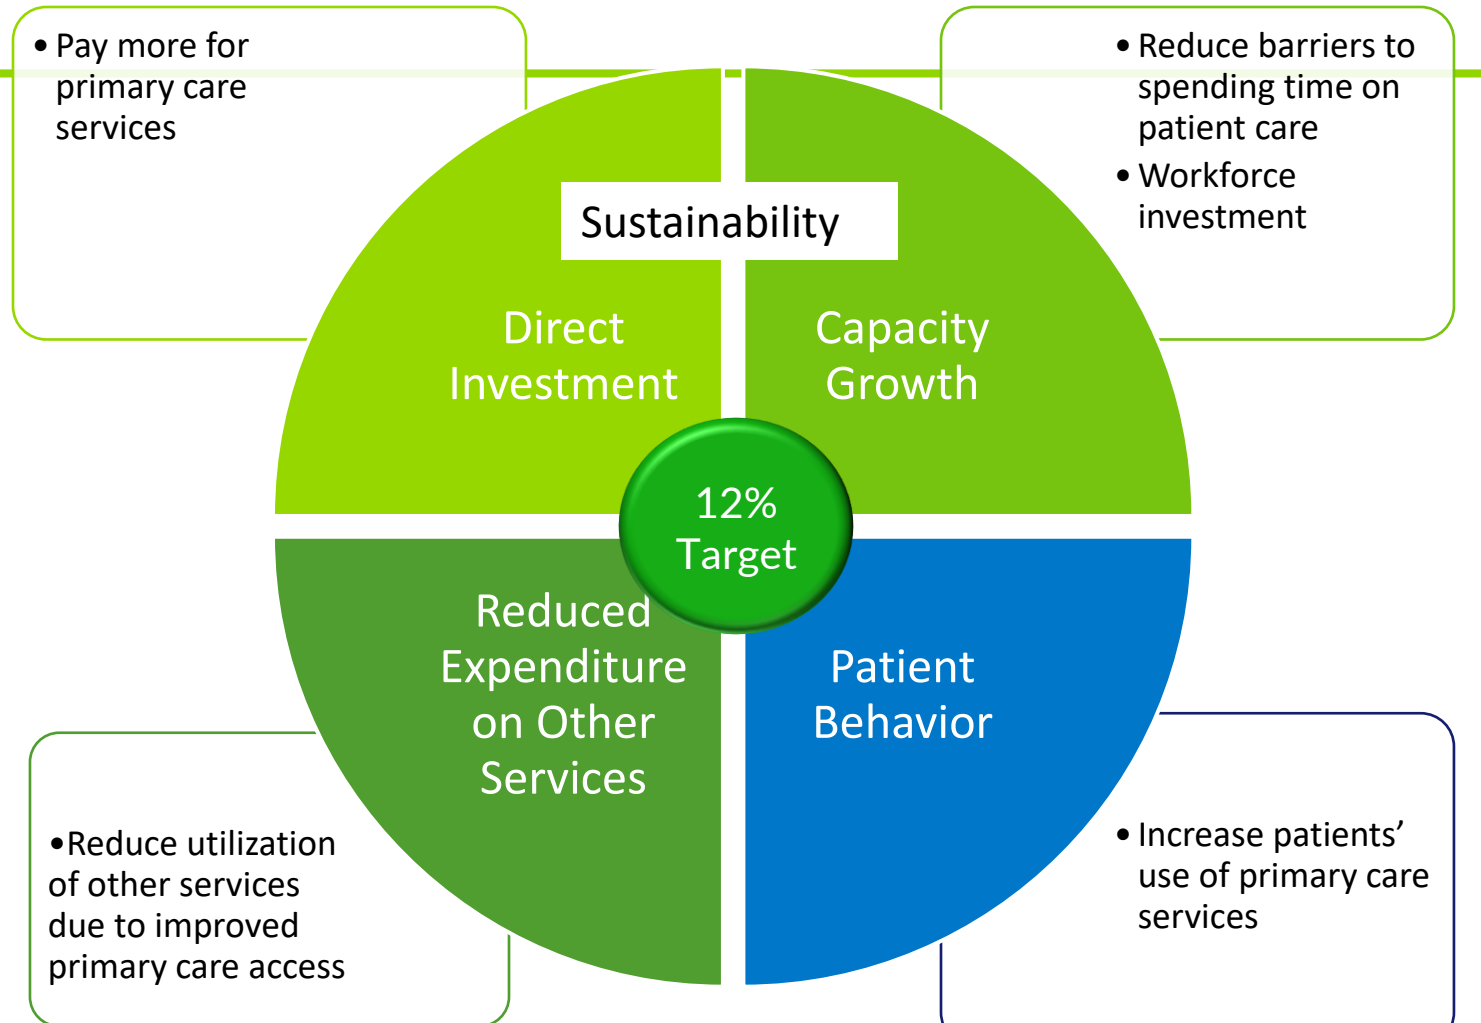 • Pay more for
primary care
services
• Reduce barriers to
spending time on
patient care
• Workforce
investment
Sustainability
Direct
Investment
Capacity
Growth
12%
Target
Reduced
Expenditure
on Other
Services
Patient
Behavior
•Reduce utilization
of other services
due to improved
primary care access
• Increase patients’
use of primary care
services